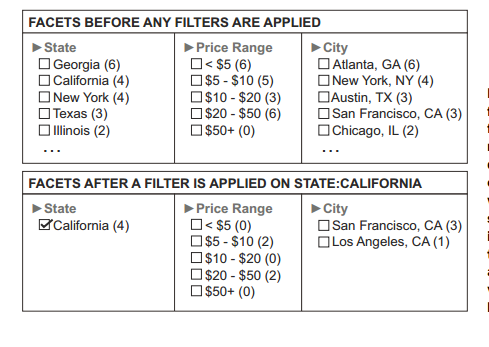 FACETS BEFORE ANY FILTERS ARE APPLIED
▶State
Georgia (6)
California (4)
New York (4)
Texas (3)
Illinois (2)
...
▶Price Range
< $5 (6)
$5 - $10 (5)
$10 - $20 (3)
$20 - $50 (6)
$50+ (0)
▶City
Atlanta, GA (6)
New York, NY (4)
Austin, TX (3)
San Francisco, CA (3)
Chicago, IL (2)
...
FACETS AFTER A FILTER IS APPLIED ON STATE:CALIFORNIA
▶State
California (4)
▶Price Range
< $5 (0)
$5 - $10 (2)
$10 - $20 (0)
$20 - $50 (2)
$50+ (0)
▶City
San Francisco, CA (3)
Los Angeles, CA (1)